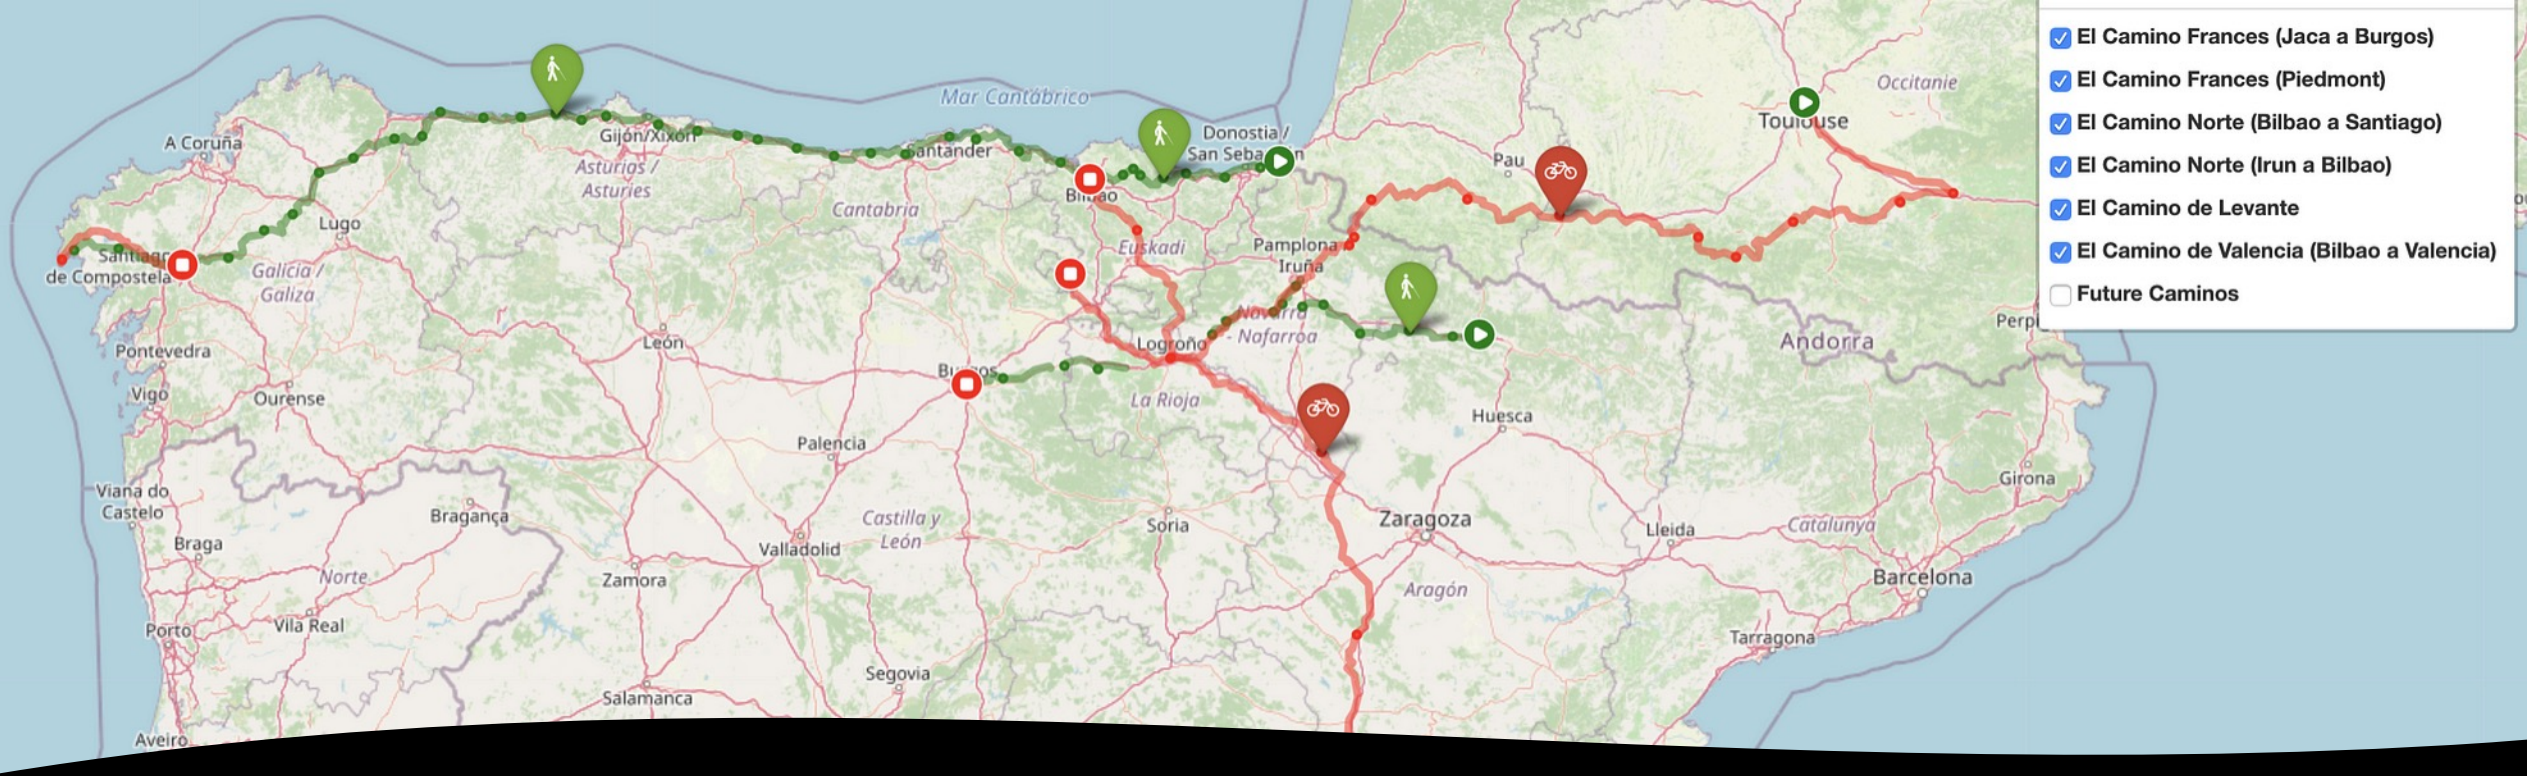 El Camino Frances (Jaca a Burgos)
El Camino Frances (Piedmont)
El Camino Norte (Bilbao a Santiago)
El Camino Norte (Irun a Bilbao)
El Camino de Levante
El Camino de Valencia (Bilbao a Valencia)
Future Caminos
Occitanie
Mar Cantábrico
Toulouse
Donostia /
San Sebastián
Gijón/Xixón
A Coruña
Asturias /
Asturies
Santander
Pau
Bilbao
Cantabria
Lugo
Euskadi
Pamplona
Iruña
Santiago
de Compostela
Galicia /
Galiza
Navarra
- Nafarroa
Perpi
Andorra
Pontevedra
León
Logroño
Burgos
Vigo
Ourense
La Rioja
Huesca
Palencia
Girona
Viana do
Castelo
Bragança
Castilla y
León
Soria
Zaragoza
Lleida
Catalunya
Braga
Valladolid
Norte
Zamora
Aragón
Barcelona
Porto
Vila Real
Tarragona
Segovia
Salamanca
Aveiro